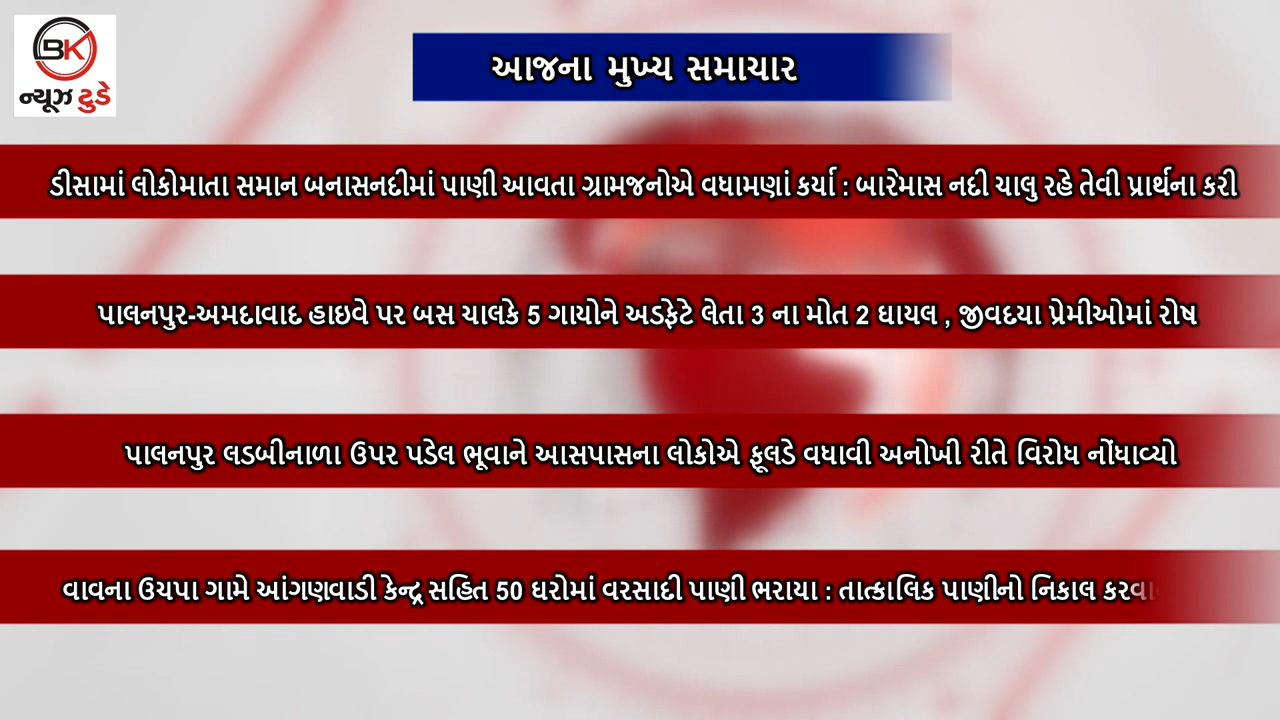 BK
ન્યૂઝ ટુડે
આજના મુખ્ય સમાચાર
ડીસામાં લોકોમાતા સમાન બનાસનદીમાં પાણી આવતા ગ્રામજનોએ વધામણાં કર્યા : બારેમાસ નદી ચાલુ રહે તેવી પ્રાર્થના કરી
પાલનપુર-અમદાવાદ હાઇવે પર બસ ચાલકે 5 ગાયોને અડફેટે લેતા 3 ના મોત 2 ઘાયલ , જીવદયા પ્રેમીઓમાં રોષ
પાલનપુર લડબીનાળા ઉપર પડેલ ભૂવાને આસપાસના લોકોએ ફૂલડે વધાવી અનોખી રીતે વિરોધ નોંધાવ્યો
વાવના ઉચપા ગામે આંગણવાડી કેન્દ્ર સહિત 50 ઘરોમાં વરસાદી પાણી ભરાયા : તાત્કાલિક પાણીનો નિકાલ